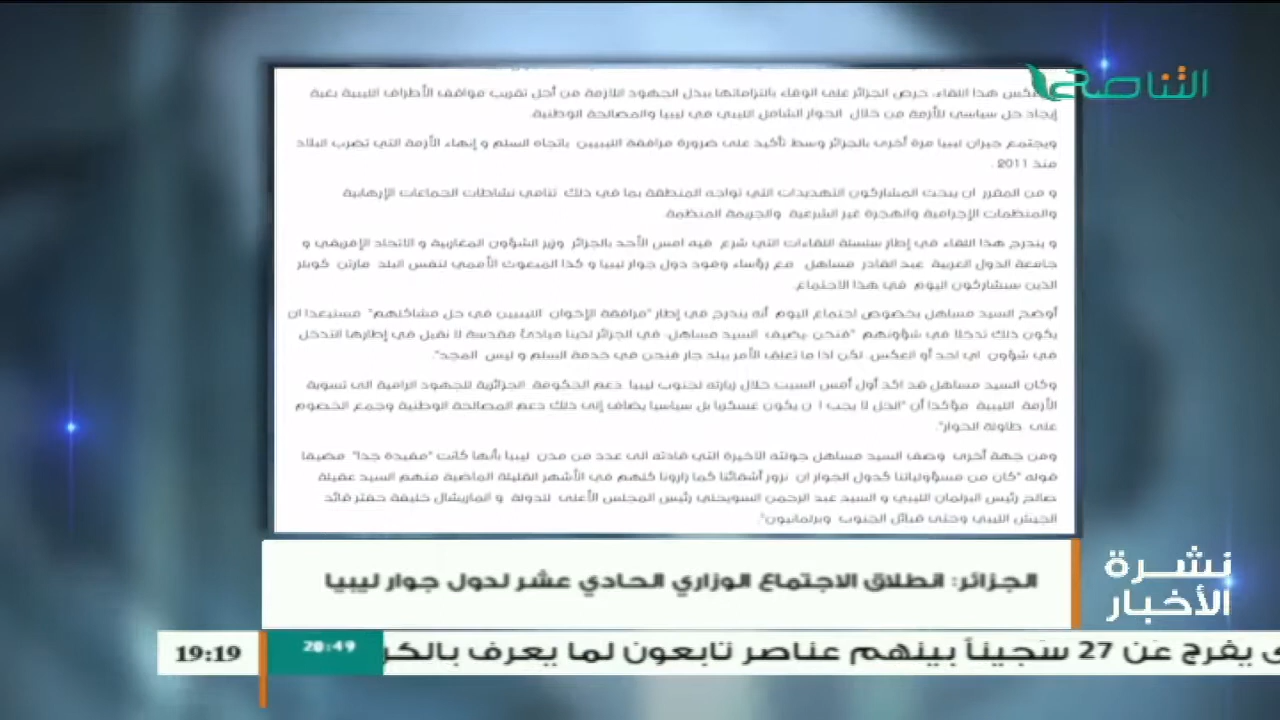 التناصح
يعكس هذا اللقاء، حرص الجزائر على الوفاء بالتزاماتها ببذل الجهود اللازمة من أجل تقريب مواقف الأطراف الليبية بغية
إيجاد حل سياسي للأزمة من خلال الحوار الشامل الليبي في ليبيا والمصالحة الوطنية.
ويجتمع جيران ليبيا مرة أخرى بالجزائر وسط تأكيد على ضرورة مرافقة الليبيين باتجاه السلم و إنهاء الأزمة التي تضرب البلاد
منذ 2011 .
و من المقرر ان يبحث المشاركون التهديدات التي تواجه المنطقة بما في ذلك تنامي نشاطات الجماعات الإرهابية
والمنظمات الإجرامية والهجرة غير الشرعية والجريمة المنظمة
و يندرج هذا اللقاء في إطار سلسلة اللقاءات التي شرع فيه امس الأحد بالجزائر وزير الشؤون المغاربية و الاتحاد الإفريقي و
جامعة الدول العربية عبد القادر مساهل مع رؤساء وفود دول جوار ليبيا و كذا المبعوث الأممي لنفس البلد مارتن كوبلر
الذين سيشاركون اليوم في هذا الاجتماع.
أوضح السيد مساهل بخصوص اجتماع اليوم أنه يندرج في إطار "مرافقة الإخوان الليبيين في حل مشاكلهم" مستبعدا ان
يكون ذلك تدخلا في شؤونهم "فنحن -يضيف السيد مساهل- في الجزائر لدينا مبادئ مقدسة لا نقبل في إطارها التدخل
في شؤون اي احد أو العكس. لكن اذا ما تعلق الأمر ببلد جار فنحن في خدمة السلم و ليس المجد".
وكان السيد مساهل قد اكد أول أمس السبت خلال زيارته لجنوب ليبيا دعم الحكومة الجزائرية للجهود الرامية الى تسوية
الأزمة الليبية مؤكدا أن "الحل لا يجب ا ن يكون عسكريا بل سياسيا يضاف إلى ذلك دعم المصالحة الوطنية وجمع الخصوم
على طاولة الحوار".
ومن جهة أخرى وصف السيد مساهل جولته الأخيرة التي قادته الى عدد من مدن ليبيا بأنها كانت "مفيدة جدا" مضيفا
قوله "كان من مسؤولياتنا كدول الجوار ان نزور أشقائنا كما زارونا كلهم في الأشهر القليلة الماضية منهم السيد عقيلة
صالح رئيس البرلمان الليبي و السيد عبد الرحمن السويحلي رئيس المجلس الأعلى للدولة و الماريشال خليفة حفتر قائد
الجيش الليبي وحتى قبائل الجنوب وبرلمانيون".
الجزائر: انطلاق الاجتماع الوزاري الحادي عشر لدول جوار ليبيا
نشرة
الأخبار
يفرج عن 27 سجيناً بينهم عناصر تابعون لما يعرف بالكر
20:49
19:19